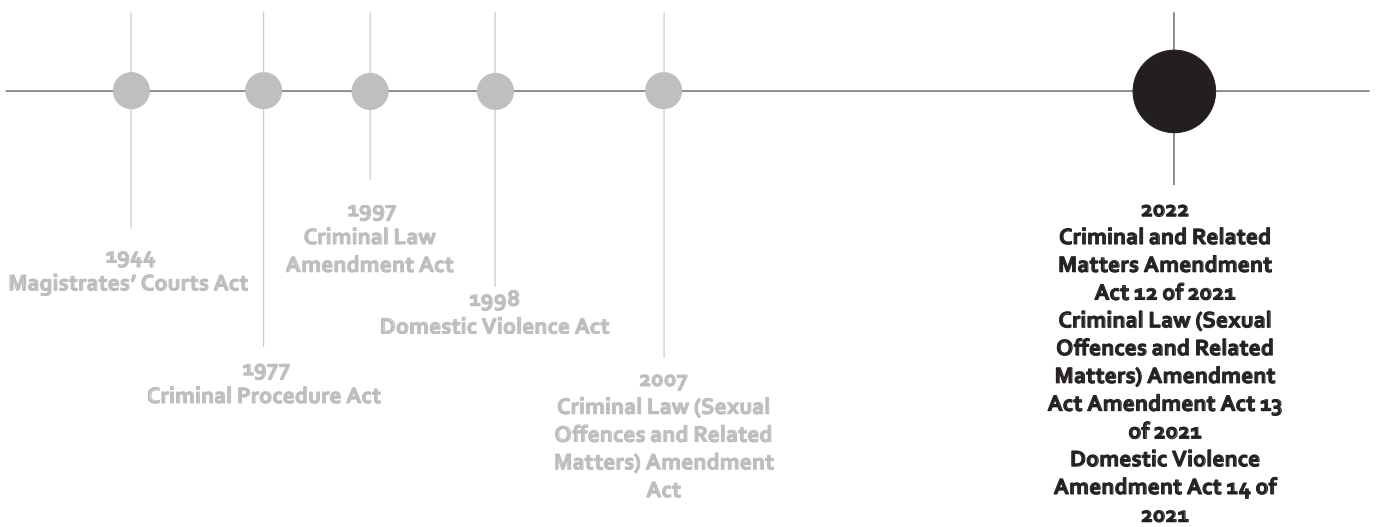 1944
Magistrates' Courts Act
1977
Criminal Procedure Act
1997
Criminal Law
Amendment Act
1998
Domestic Violence Act
2007
Criminal Law (Sexual
Offences and Related
Matters) Amendment
Act
2022
Criminal and Related
Matters Amendment
Act 12 of 2021
Criminal Law (Sexual
Offences and Related
Matters) Amendment
Act Amendment Act 13
of 2021
Domestic Violence
Amendment Act 14 of
2021